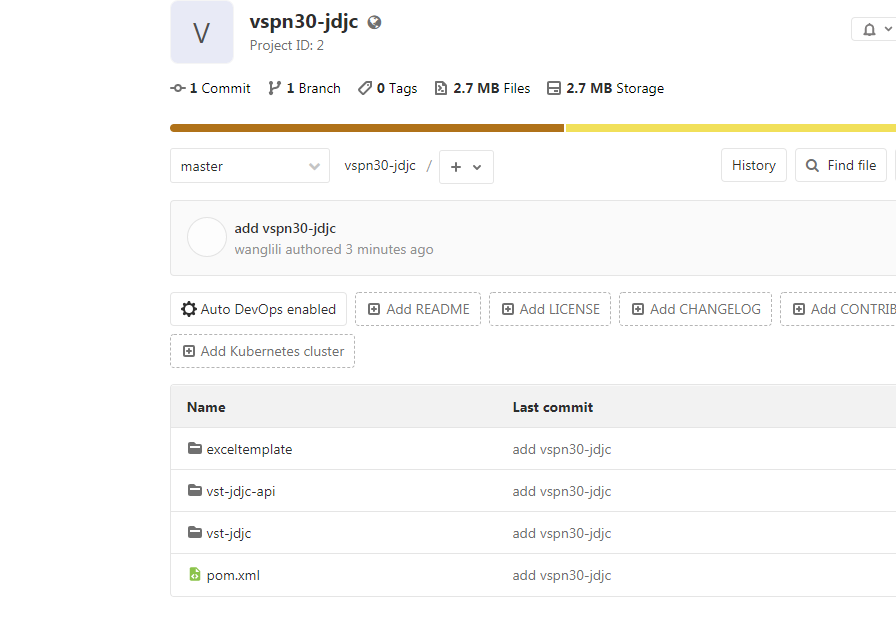 V
vspn30-jdjc
Project ID: 2
1 Commit 1 Branch 0 Tags 2.7 MB Files 2.7 MB Storage
master vspn30-jdjc / + History Find file
add vspn30-jdjc
wanglili authored 3 minutes ago
Auto DevOps enabled Add README Add LICENSE Add CHANGELOG Add CONTRIB
Add Kubernetes cluster
Name Last commit
exceltemplate add vspn30-jdjc
vst-jdjc-api add vspn30-jdjc
vst-jdjc add vspn30-jdjc
pom.xml add vspn30-jdjc